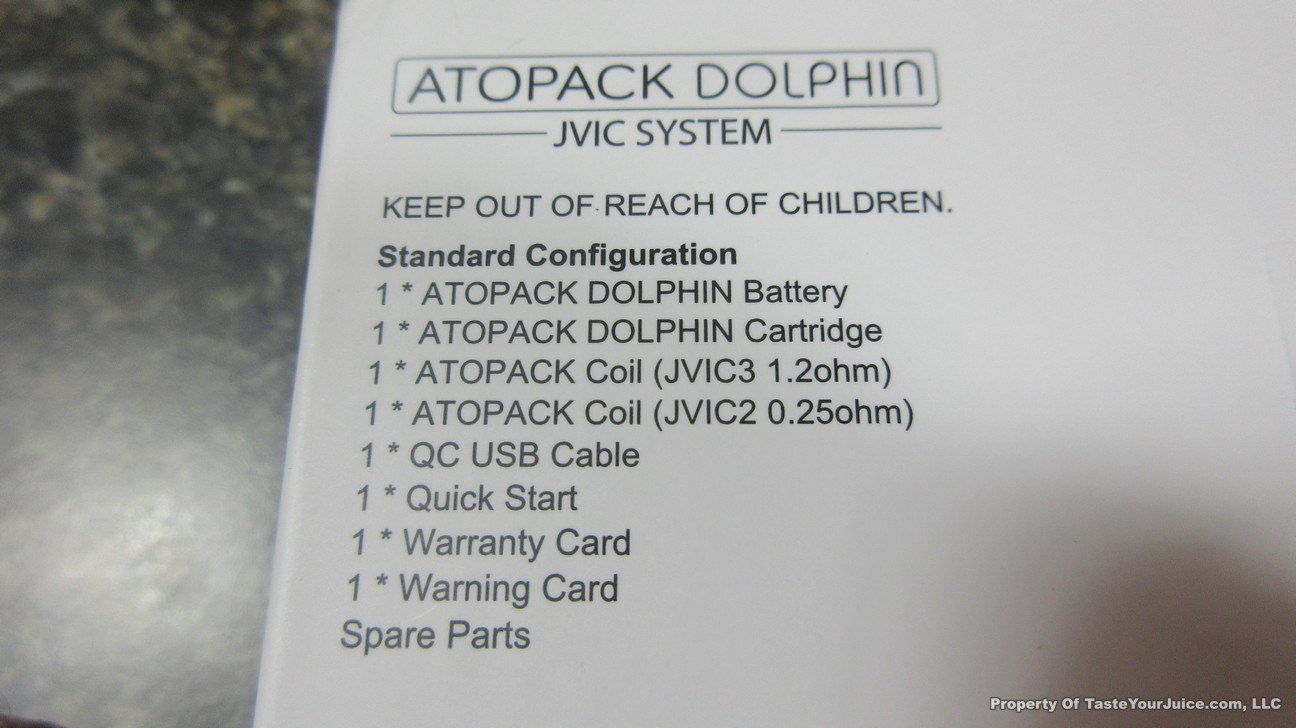 ATOPACK DOLPHIN
JVIC SYSTEM
KEEP OUT OF REACH OF CHILDREN.
Standard Configuration
1 * ATOPACK DOLPHIN Battery
1 * ATOPACK DOLPHIN Cartridge
1 * ATOPACK Coil (JVIC3 1.2ohm)
1 * ATOPACK Coil (JVIC2 0.25ohm)
1 * QC USB Cable
1 * Quick Start
1 * Warranty Card
1 * Warning Card
Spare Parts
Property Of TasteYourJuice.com, LLC